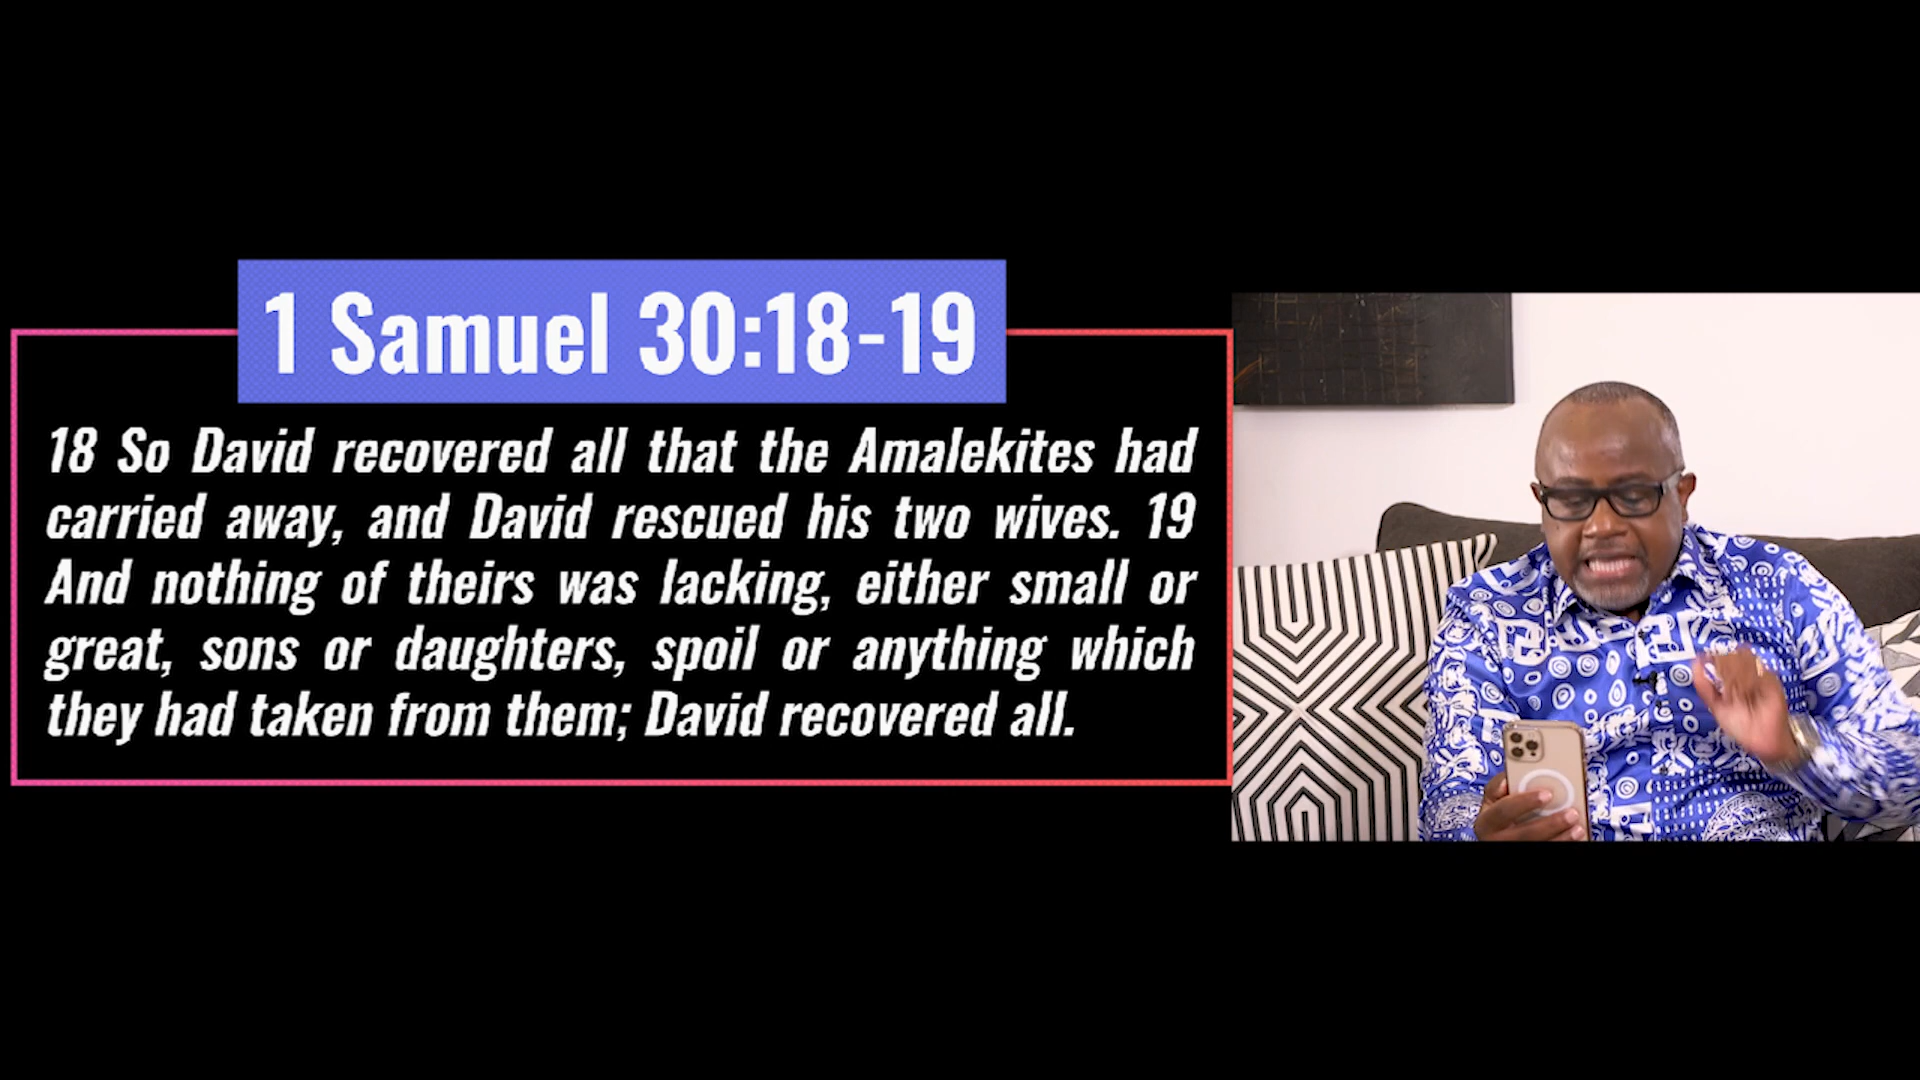 1 Samuel 30:18-19
18 So David recovered all that the Amalekites had
carried away, and David rescued his two wives. 19
And nothing of theirs was lacking, either small or
great, sons or daughters, spoil or anything which
they had taken from them; David recovered all.